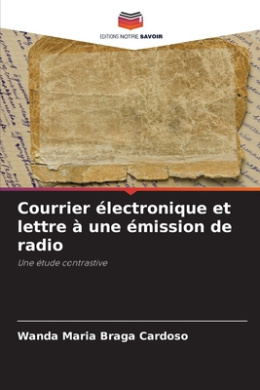 EDITIONS NOTRE SAVOIR
Courrier électronique et
lettre à une émission de
radio
Une étude contrastive
Wanda Maria Braga Cardoso